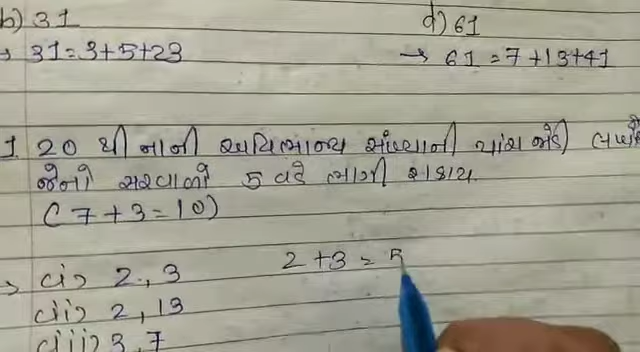 b) 31
d) 61
31 = 3+5+23
→ 61 = 7+13+41
1. 20 થી નાની અવિભાજ્ય સંખ્યાની પાંચ જોડી લખો
જેનો સરવાળો 5 વડે ભાગી શકાય.
(7+3=10)
→ (i) 2, 3
2+3 = 5
(ii) 2, 13
(iii) 3, 7